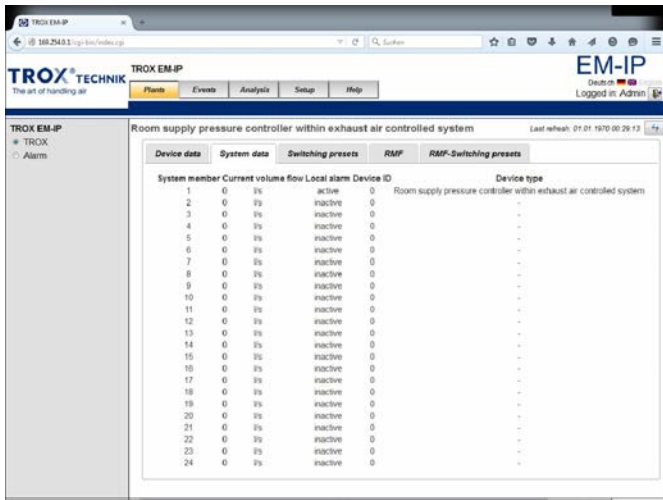 TROX EM-IP
169.254.0.1/cgi-bin/index.cgi
Suchen
TROX® TECHNIK
The art of handling air
TROX EM-IP
Plants Events Analysis Setup Help
EM-IP
Deutsch
Logged in: Admin
TROX EM-IP
TROX
Alarm
Room supply pressure controller within exhaust air controlled system
Last refresh: 01.01.1970 00:29:13
Device data System data Switching presets RMF RMF-Switching presets
System member Current volume flow Local alarm Device ID Device type
1 0 l/s active 0 Room supply pressure controller within exhaust air controlled system
2 0 l/s inactive 0 -
3 0 l/s inactive 0 -
4 0 l/s inactive 0 -
5 0 l/s inactive 0 -
6 0 l/s inactive 0 -
7 0 l/s inactive 0 -
8 0 l/s inactive 0 -
9 0 l/s inactive 0 -
10 0 l/s inactive 0 -
11 0 l/s inactive 0 -
12 0 l/s inactive 0 -
13 0 l/s inactive 0 -
14 0 l/s inactive 0 -
15 0 l/s inactive 0 -
16 0 l/s inactive 0 -
17 0 l/s inactive 0 -
18 0 l/s inactive 0 -
19 0 l/s inactive 0 -
20 0 l/s inactive 0 -
21 0 l/s inactive 0 -
22 0 l/s inactive 0 -
23 0 l/s inactive 0 -
24 0 l/s inactive 0 -